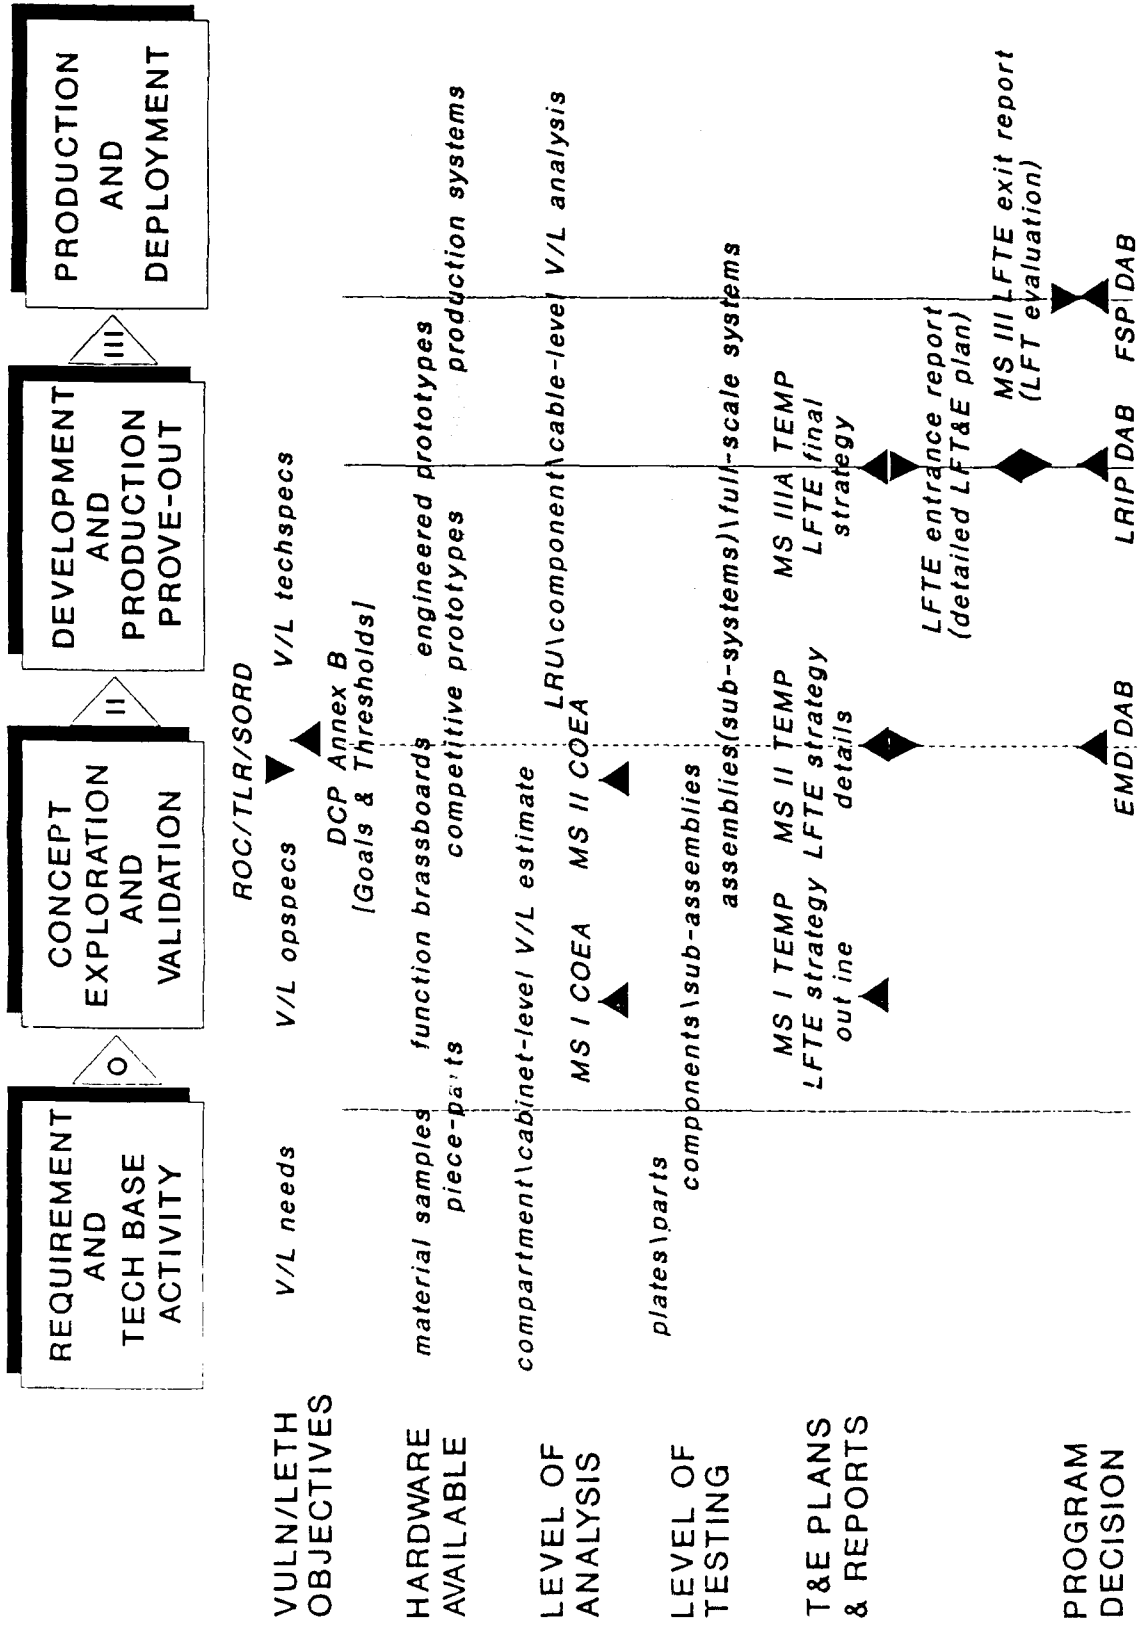 REQUIREMENT
AND
TECH BASE
ACTIVITY
O
CONCEPT
EXPLORATION
AND
VALIDATION
II
DEVELOPMENT
AND
PRODUCTION
PROVE-OUT
III
PRODUCTION
AND
DEPLOYMENT
VULN/LETH
OBJECTIVES
V/L needs
V/L opspecs
ROC/TLR/SORD
V/L techspecs
DCP Annex B
[Goals & Thresholds]
HARDWARE
AVAILABLE
material samples
function brassboards
engineered prototypes
piece-parts
competitive prototypes
production systems
LEVEL OF
ANALYSIS
compartment\cabinet-level V/L estimate
LRU\component\cable-level V/L analysis
MS I COEA
MS II COEA
LEVEL OF
TESTING
plates\parts
components\sub-assemblies
assemblies(sub-systems)\full-scale systems
T&E PLANS
& REPORTS
MS I TEMP
LFTE strategy
out ine
MS II TEMP
LFTE strategy
details
MS IIIA TEMP
LFTE final
strategy
LFTE entrance report
(detailed LFT&E plan)
MS III LFTE exit report
(LFT evaluation)
PROGRAM
DECISION
EMD DAB
LRIP DAB
FSP DAB